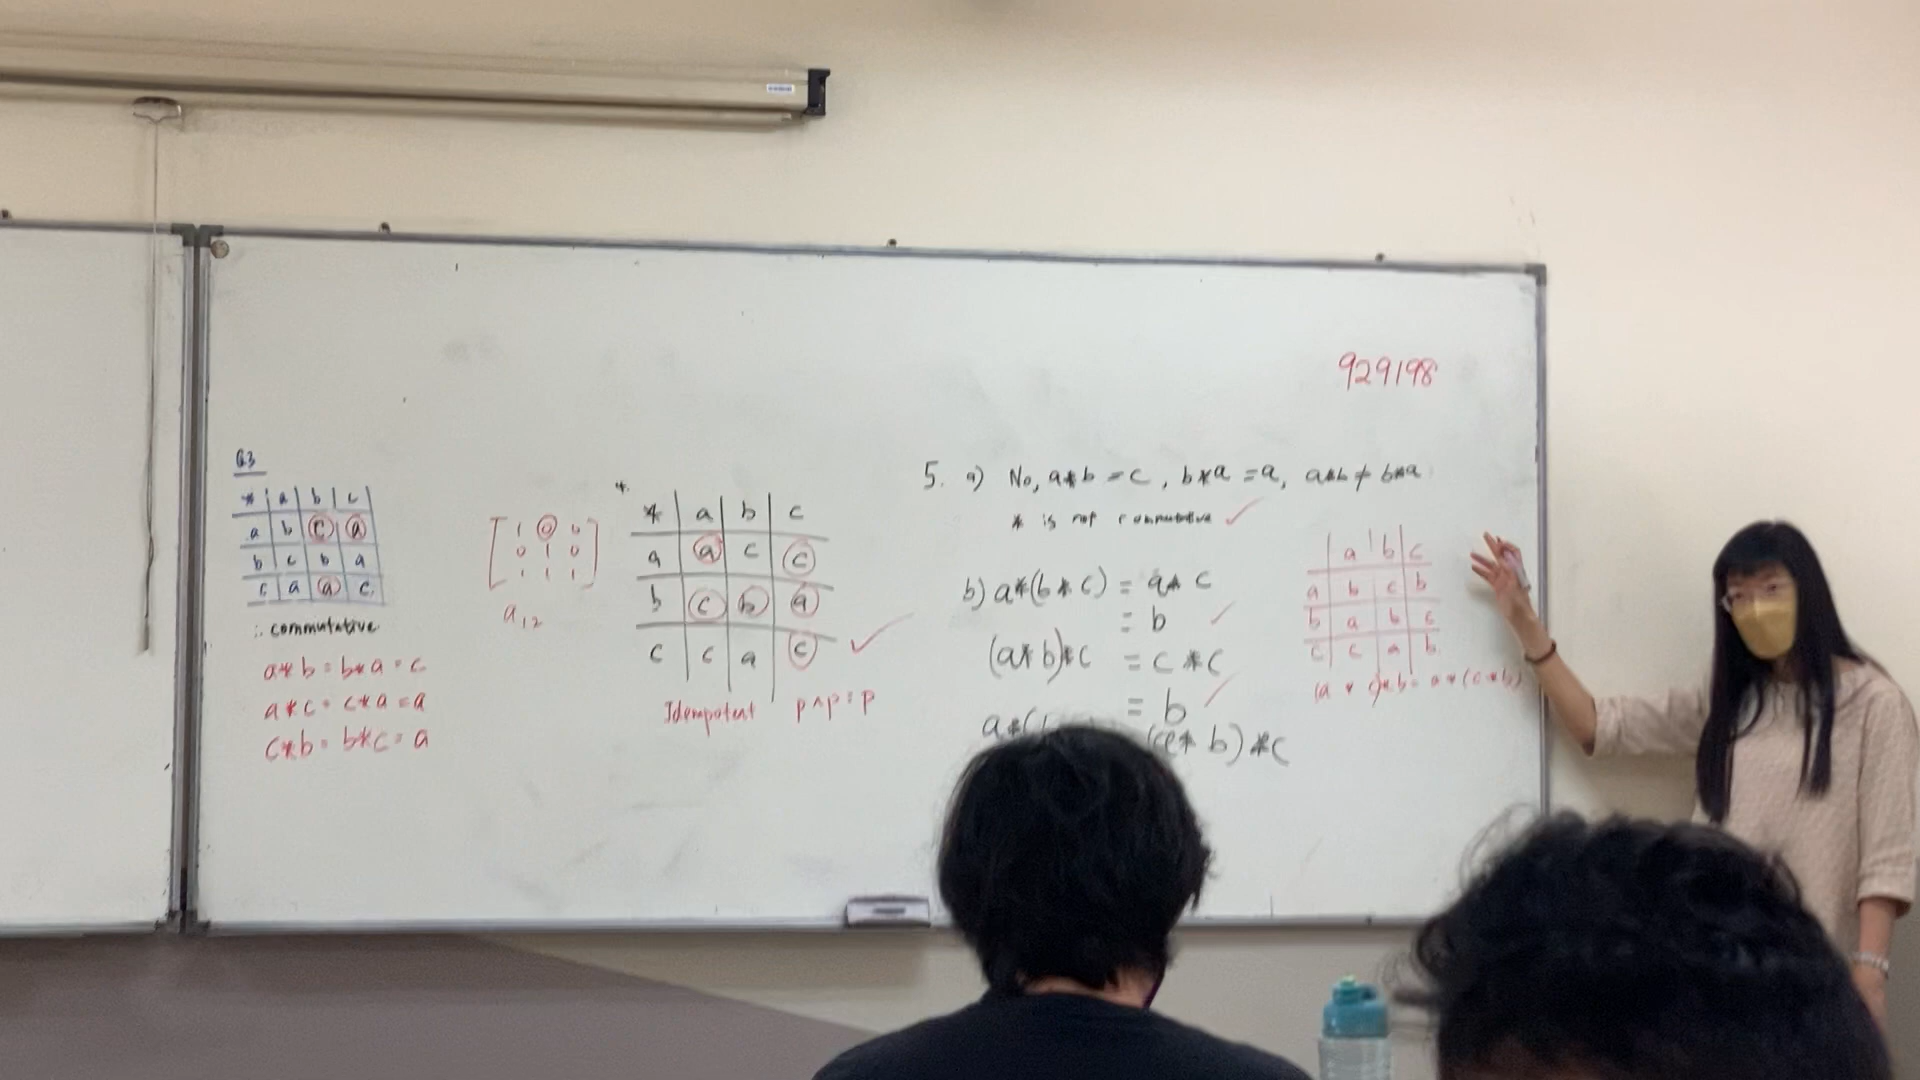 929198
Q3
* a b c
a b c a
b c b a
c a a c
∴ commutative
a*b = b*a = c
a*c = c*a = a
c*b = b*c = a
1 0 0
0 1 0
1 1 1
a12
4.
* a b c
a a c c
b c b a
c c a c
Idempotent p∧p=p
5. a) No, a*b = c, b*a = a, a*b ≠ b*a
* is not commutative
b) a*(b*c) = a*c
= b
(a*b)*c = c*c
= b
b)*c
a b c
a b c b
b a b c
c c a b
(a * c)*b = a*(c*b)